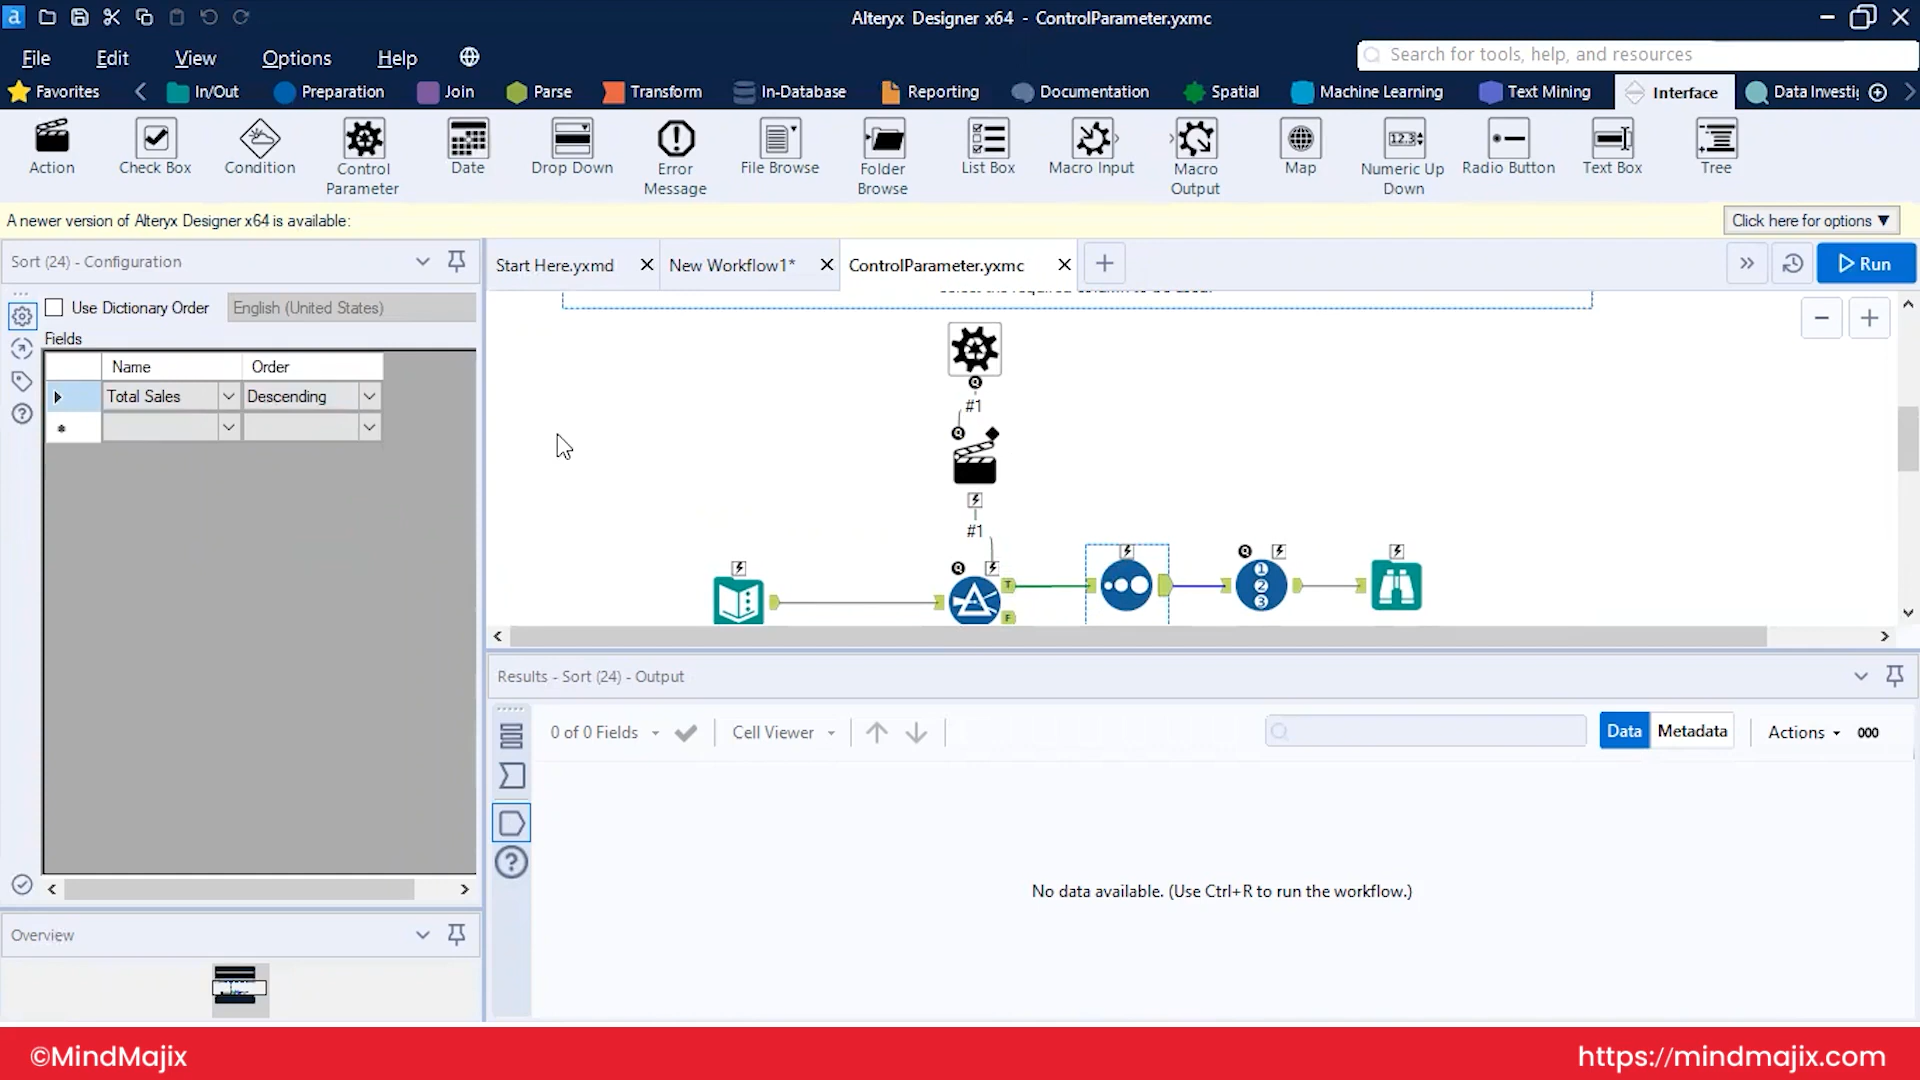 Alteryx Designer x64 - ControlParameter.yxmc
File Edit View Options Help
Search for tools, help, and resources
Favorites In/Out Preparation Join Parse Transform In-Database Reporting Documentation Spatial Machine Learning Text Mining Interface Data Investi
Action Check Box Condition Control Parameter Date Drop Down Error Message File Browse Folder Browse List Box Macro Input Macro Output Map Numeric Up Down Radio Button Text Box Tree
A newer version of Alteryx Designer x64 is available:
Click here for options ▼
Sort (24) - Configuration
Start Here.yxmd
New Workflow1*
ControlParameter.yxmc
Run
Use Dictionary Order
English (United States)
Fields
Name Order
Total Sales Descending
#1
#1
T
F
1
2
3
Results - Sort (24) - Output
0 of 0 Fields
Cell Viewer
Data
Metadata
Actions
000
No data available. (Use Ctrl+R to run the workflow.)
Overview
©MindMajix
https://mindmajix.com